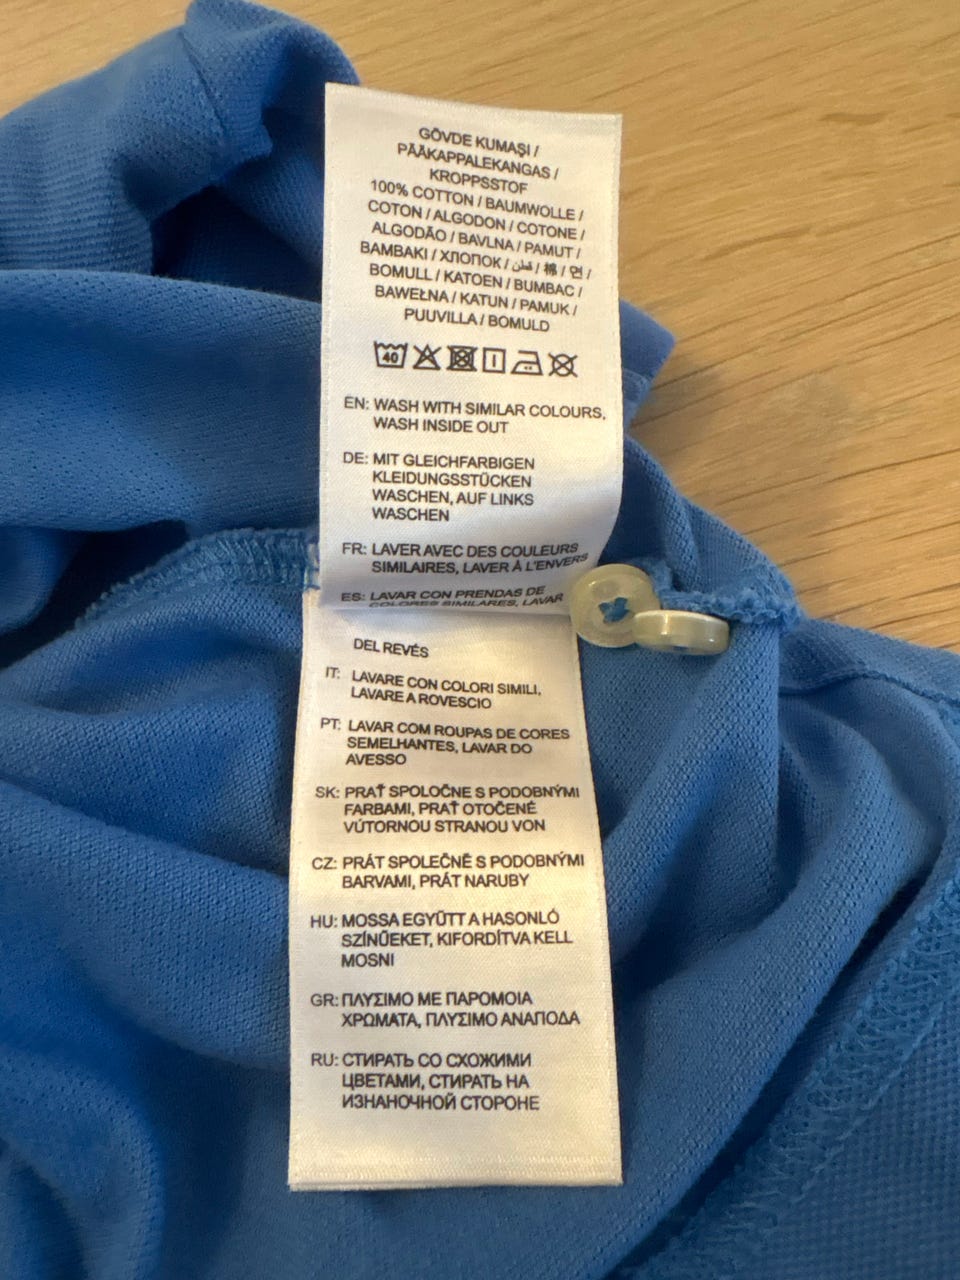 GÖVDE KUMAŞI /
PÄÄKAPPALEKANGAS /
KROPPSSTOF
100% COTTON / BAUMWOLLE /
COTON / ALGODON / COTONE /
ALGODÃO / BAVLNA / PAMUT /
ΒΑΜΒΑΚΙ / ХЛОПОК / قطن / 棉 / 면 /
BOMULL / KATOEN / BUMBAC /
BAWEŁNA / KATUN / PAMUK /
PUUVILLA / BOMULD
40
EN: WASH WITH SIMILAR COLOURS,
WASH INSIDE OUT
DE: MIT GLEICHFARBIGEN
KLEIDUNGSSTÜCKEN
WASCHEN, AUF LINKS
WASCHEN
FR: LAVER AVEC DES COULEURS
SIMILAIRES, LAVER À L'ENVERS
ES: LAVAR CON PRENDAS DE
COLORES SIMILARES, LAVAR
DEL REVÉS
IT: LAVARE CON COLORI SIMILI,
LAVARE A ROVESCIO
PT: LAVAR COM ROUPAS DE CORES
SEMELHANTES, LAVAR DO
AVESSO
SK: PRAŤ SPOLOČNE S PODOBNÝMI
FARBAMI, PRAŤ OTOČENÉ
VÚTORNOU STRANOU VON
CZ: PRÁT SPOLEČNĚ S PODOBNÝMI
BARVAMI, PRÁT NARUBY
HU: MOSSA EGYÜTT A HASONLÓ
SZÍNŰEKET, KIFORDÍTVA KELL
MOSNI
GR: ΠΛΥΣΙΜΟ ΜΕ ΠΑΡΟΜΟΙΑ
ΧΡΩΜΑΤΑ, ΠΛΥΣΙΜΟ ΑΝΑΠΟΔΑ
RU: СТИРАТЬ СО СХОЖИМИ
ЦВЕТАМИ, СТИРАТЬ НА
ИЗНАНОЧНОЙ СТОРОНЕ